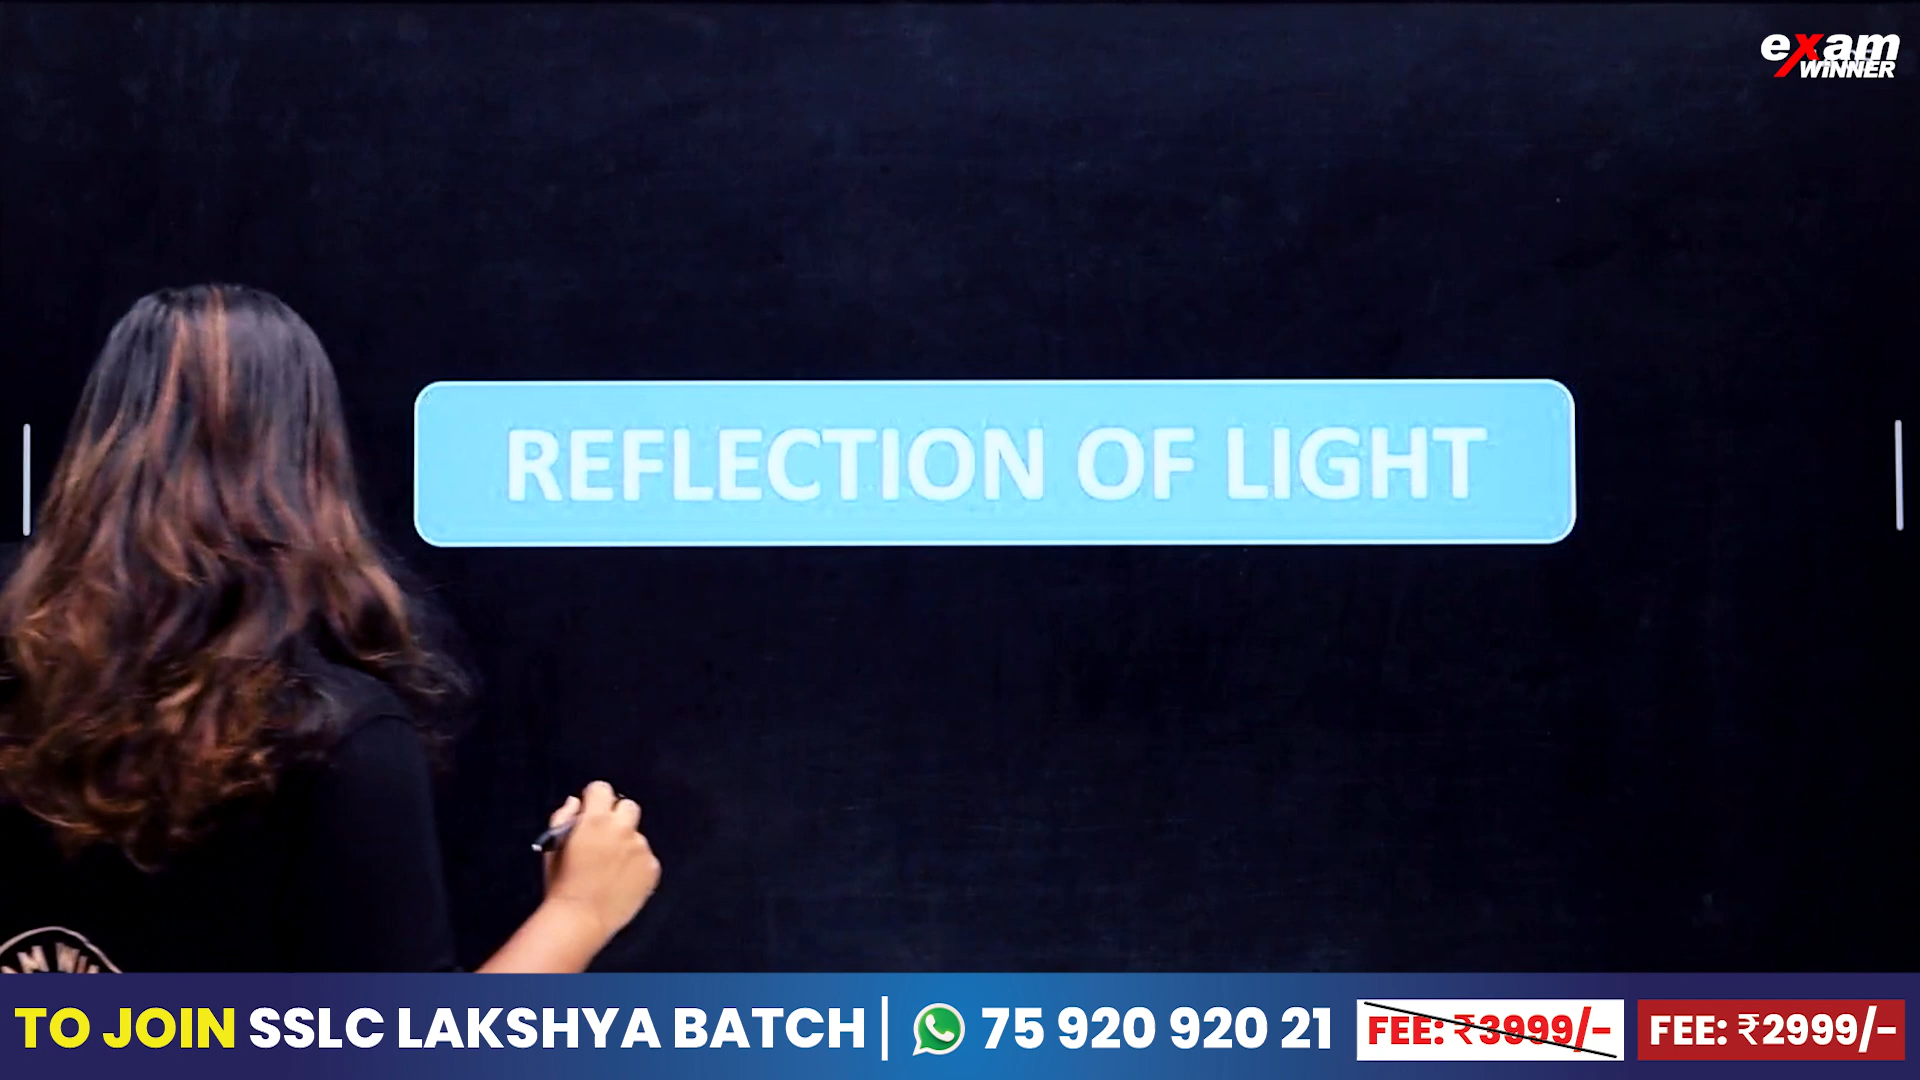 exam
WINNER
REFLECTION OF LIGHT
TO JOIN SSLC LAKSHYA BATCH | 75 920 920 21 FEE: ₹3999/- FEE: ₹2999/-